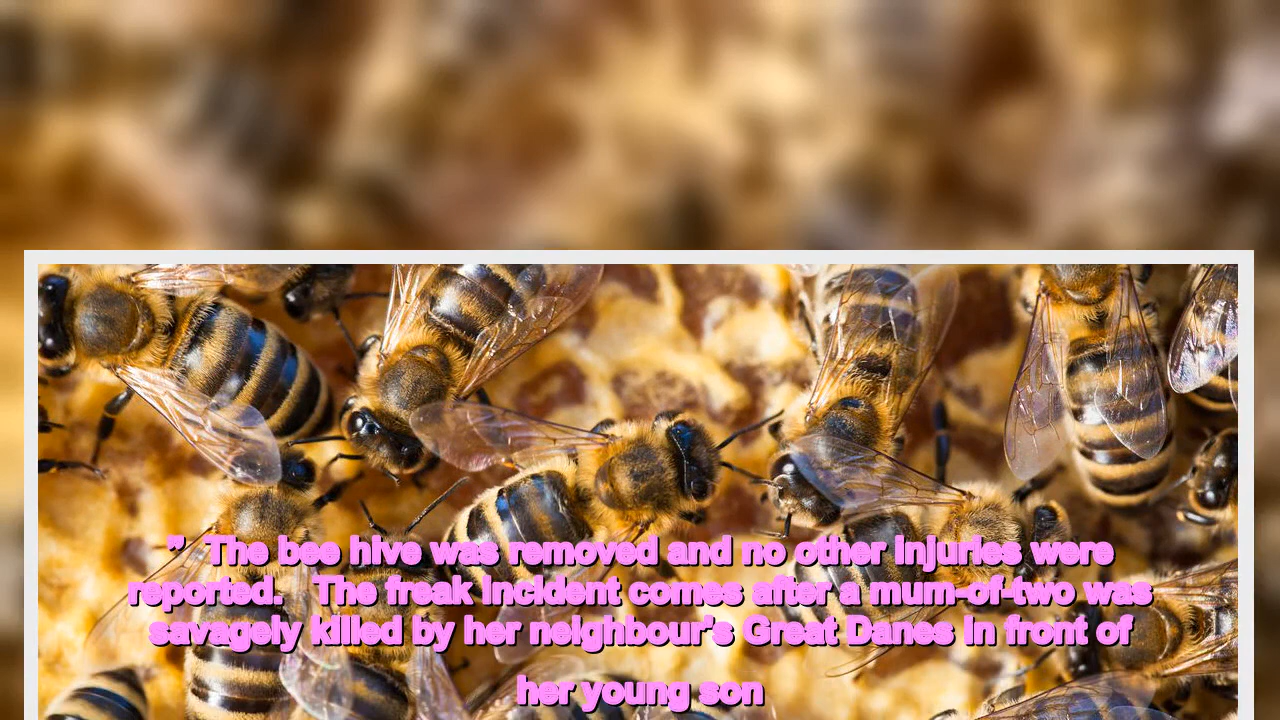 ”  The bee hive was removed and no other injuries were
reported.   The freak incident comes after a mum-of-two was
savagely killed by her neighbour's Great Danes in front of
her young son